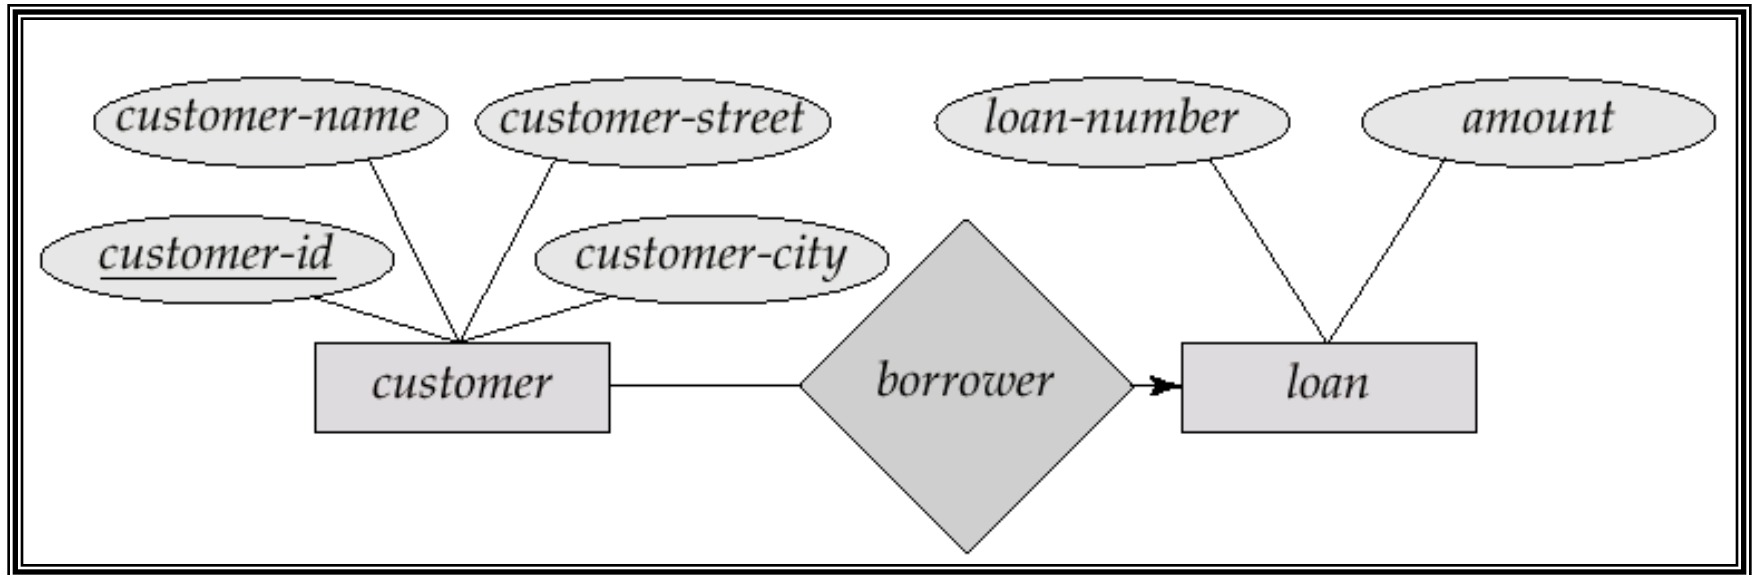 customer-name
customer-street
loan-number
amount
customer-id
customer-city
customer
borrower
loan